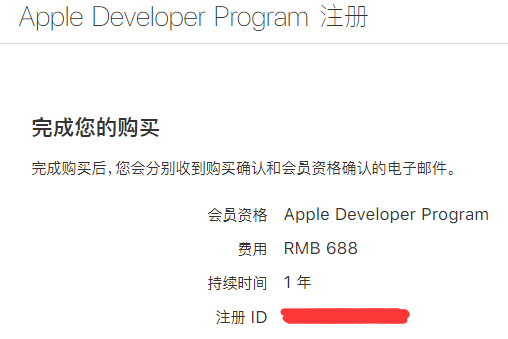 Apple Developer Program 注册
完成您的购买
完成购买后，您会分别收到购买确认和会员资格确认的电子邮件。
会员资格 Apple Developer Program
费用 RMB 688
持续时间 1 年
注册 ID